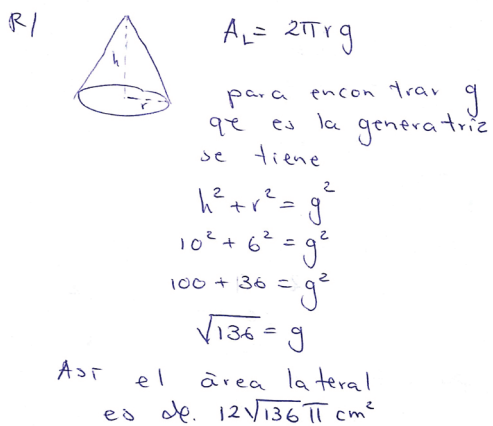 R/
A_L = 2πrg
h
r
para encontrar g
qe es la generatriz
se tiene
h² + r² = g²
10² + 6² = g²
100 + 36 = g²
√136 = g
Así el área lateral
es de. 12√136 π cm²